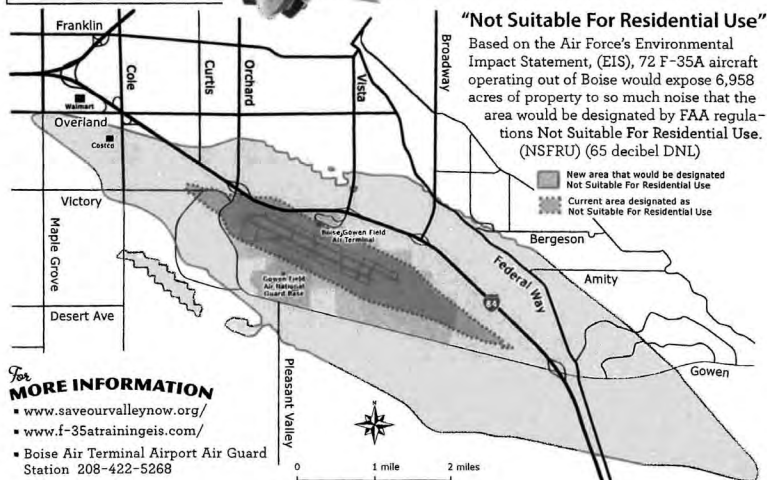 "Not Suitable For Residential Use"
Based on the Air Force's Environmental
Impact Statement, (EIS), 72 F-35A aircraft
operating out of Boise would expose 6,958
acres of property to so much noise that the
area would be designated by FAA regula-
tions Not Suitable For Residential Use.
(NSFRU) (65 decibel DNL)
New area that would be designated
Not Suitable For Residential Use
Current area designated as
Not Suitable For Residential Use
Franklin
Cole
Curtis
Orchard
Vista
Broadway
Walmart
Overland
Costco
Victory
Maple Grove
Boise Gowen Field
Air Terminal
Gowen Field
Air National
Guard Base
Bergeson
Federal Way
Amity
84
Desert Ave
Gowen
Pleasant Valley
For
MORE INFORMATION
▪ www.saveourvalleynow.org/
▪ www.f-35atrainingeis.com/
▪ Boise Air Terminal Airport Air Guard
Station 208-422-5268
N
0 1 mile 2 miles